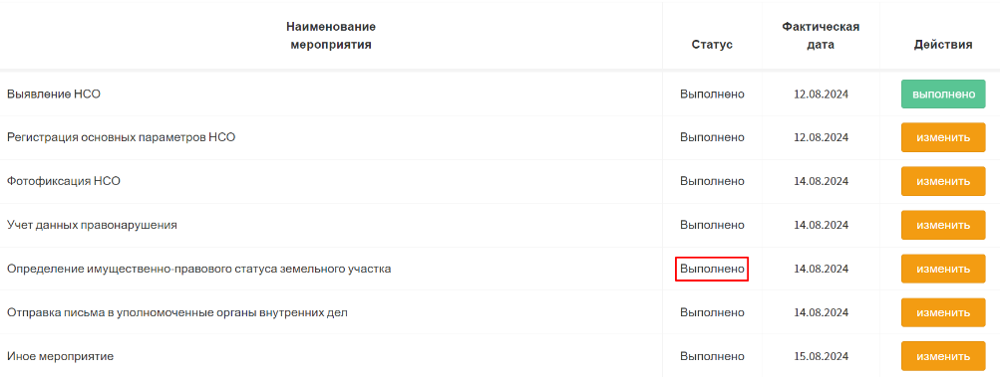 Наименование
мероприятия
Статус
Фактическая
дата
Действия
Выявление НСО Выполнено 12.08.2024 выполнено
Регистрация основных параметров НСО Выполнено 12.08.2024 изменить
Фотофиксация НСО Выполнено 14.08.2024 изменить
Учет данных правонарушения Выполнено 14.08.2024 изменить
Определение имущественно-правового статуса земельного участка Выполнено 14.08.2024 изменить
Отправка письма в уполномоченные органы внутренних дел Выполнено 14.08.2024 изменить
Иное мероприятие Выполнено 15.08.2024 изменить